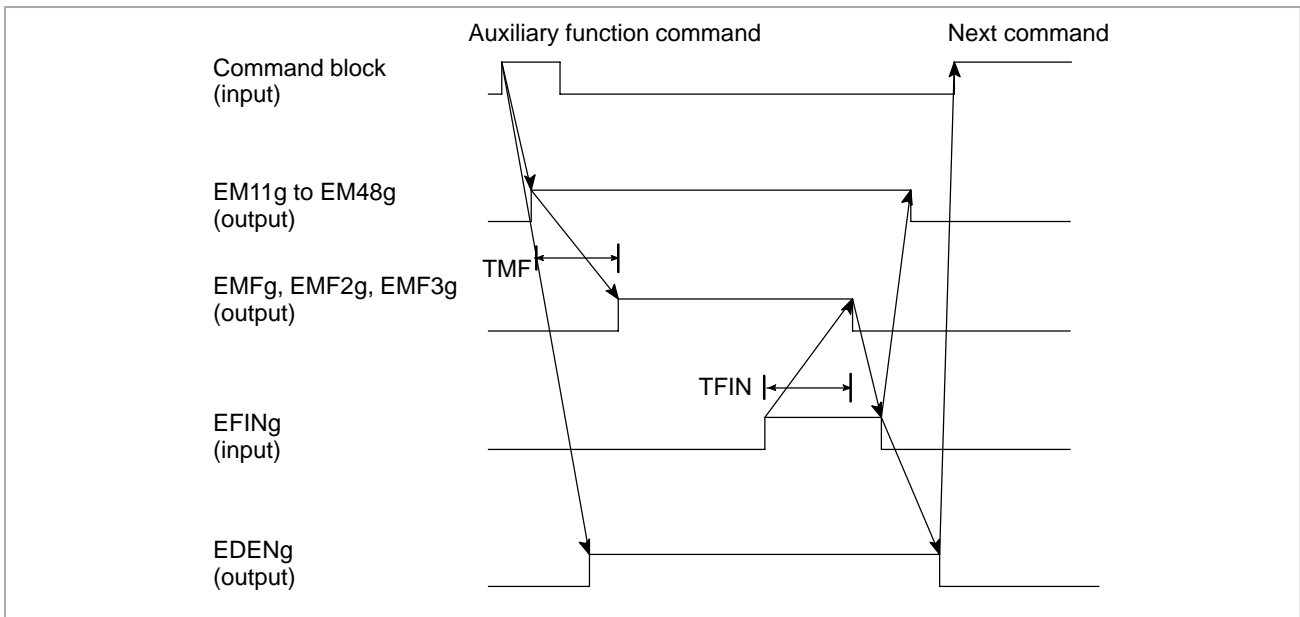 Auxiliary function command
Next command
Command block
(input)
EM11g to EM48g
(output)
TMF
EMFg, EMF2g, EMF3g
(output)
TFIN
EFINg
(input)
EDENg
(output)